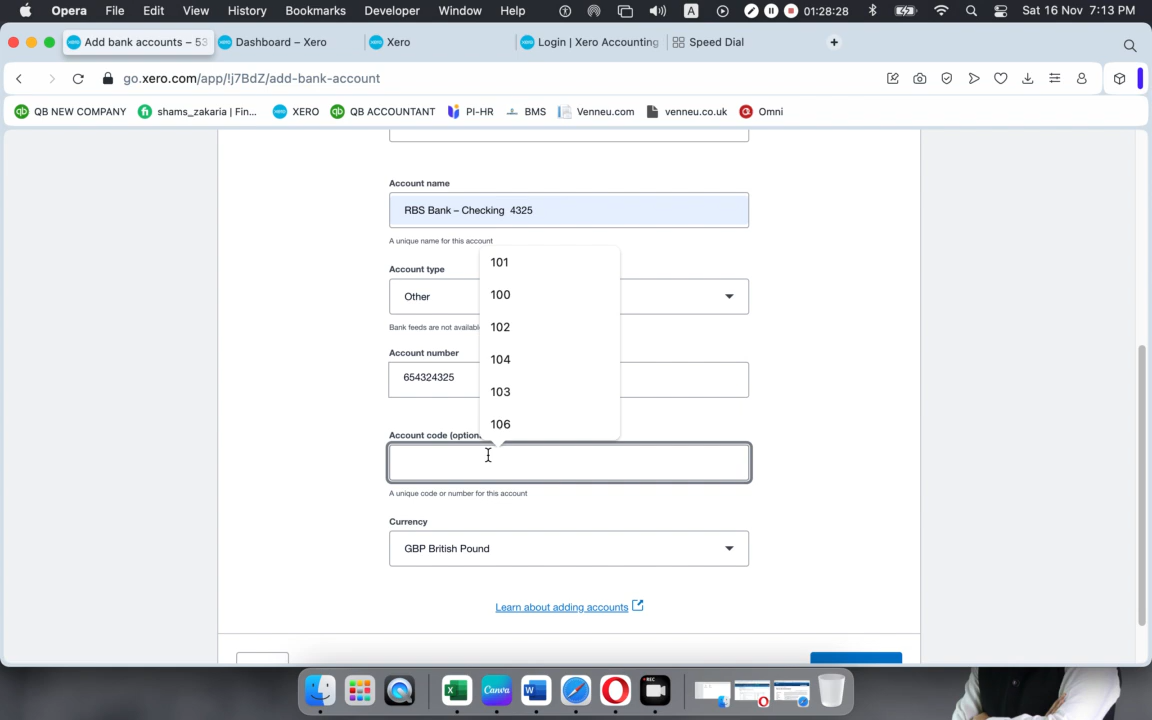 Opera File Edit View History Bookmarks Developer Window Help A 01:28:28 Sat 16 Nov 7:13 PM
Add bank accounts – 53 Dashboard – Xero Xero Login | Xero Accounting Speed Dial
go.xero.com/app/!j7BdZ/add-bank-account
QB NEW COMPANY shams_zakaria | Fin... XERO QB ACCOUNTANT PI-HR BMS Venneu.com venneu.co.uk Omni
Account name
RBS Bank – Checking 4325
A unique name for this account
101
Account type
100
Other
102
Bank feeds are not availabl
Account number
104
654324325
103
106
Account code (option
A unique code or number for this account
Currency
GBP British Pound
Learn about adding accounts
REC